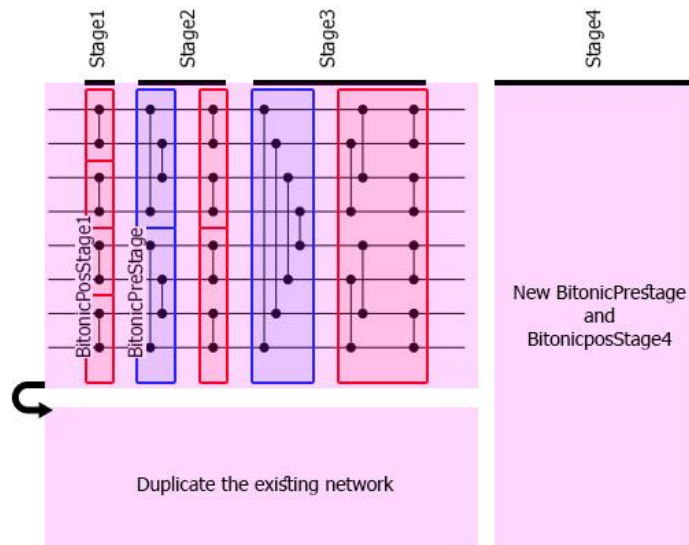 Stage1
Stage2
Stage3
Stage4
BitonicPosStage1
BitonicPreStage
New BitonicPrestage
and
BitonicposStage4
Duplicate the existing network